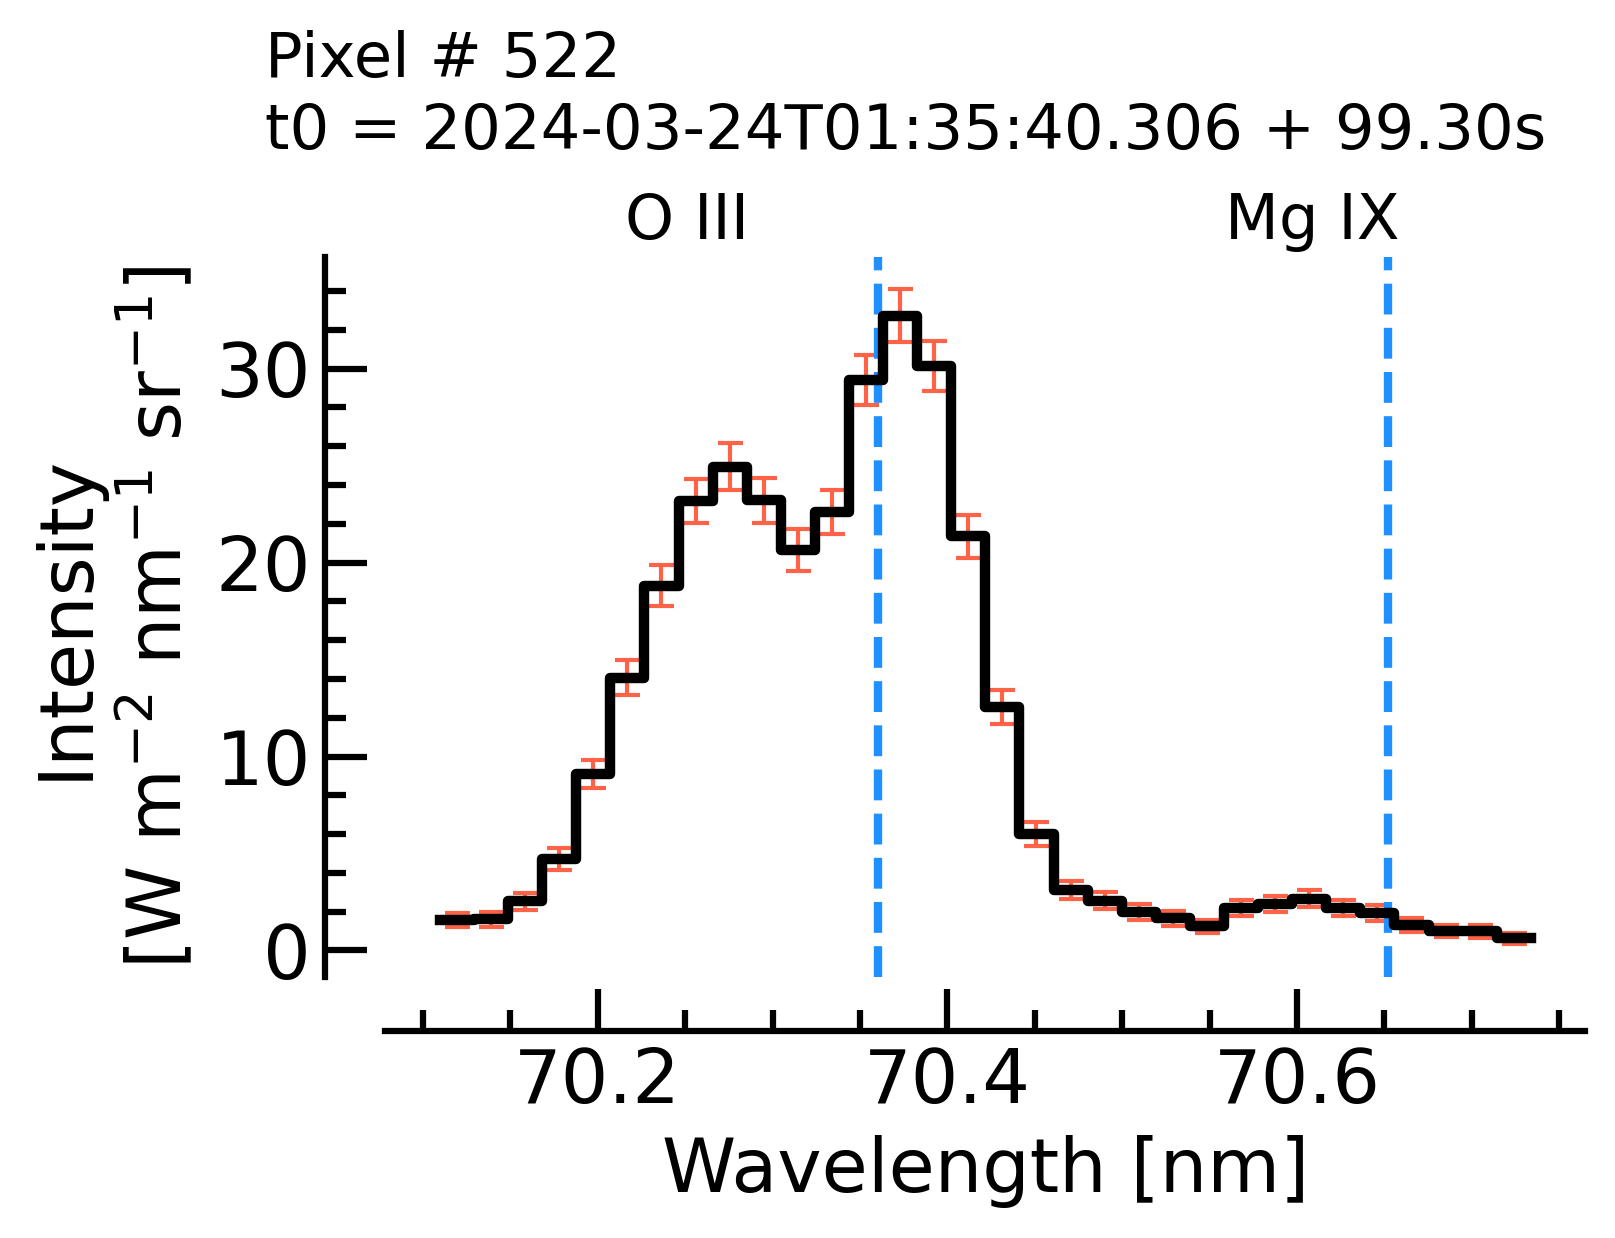 Pixel # 522
t0 = 2024-03-24T01:35:40.306 + 99.30s
O III Mg IX
Intensity
[W m⁻² nm⁻¹ sr⁻¹]
30
20
10
0
70.2 70.4 70.6
Wavelength [nm]